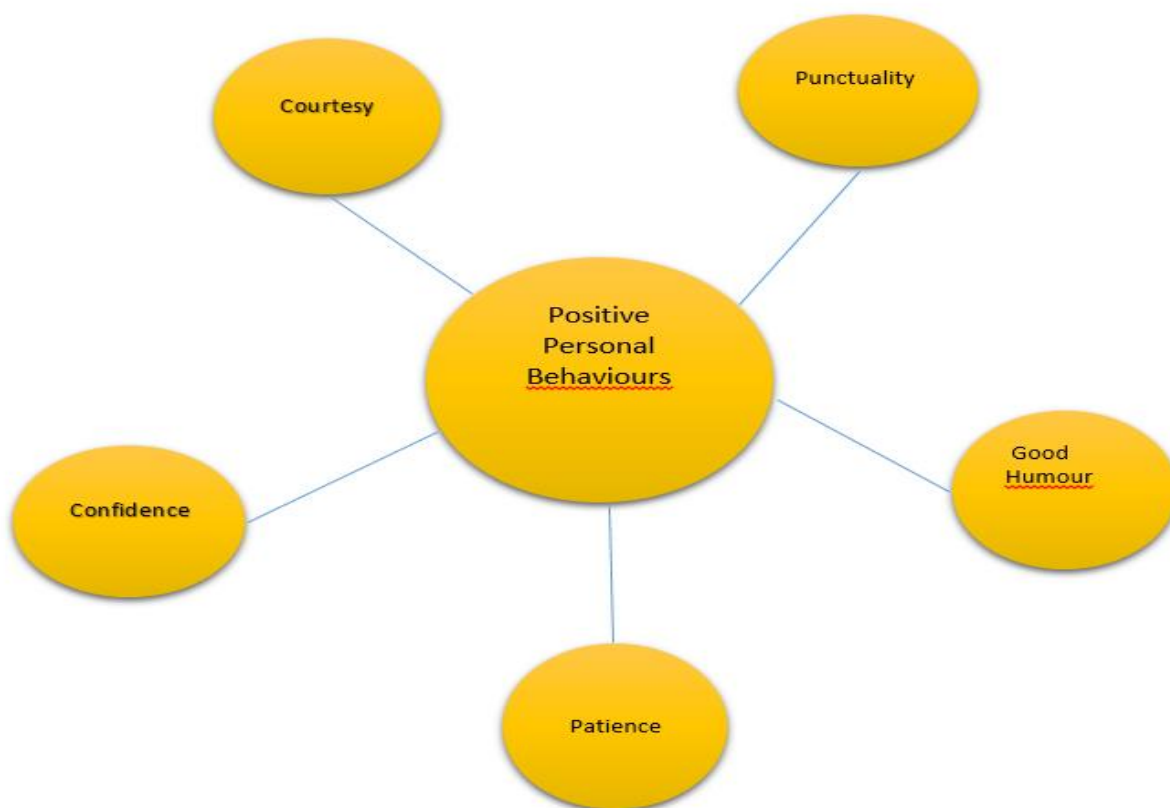 Courtesy
Punctuality
Positive
Personal
Behaviours
Good
Humour
Confidence
Patience